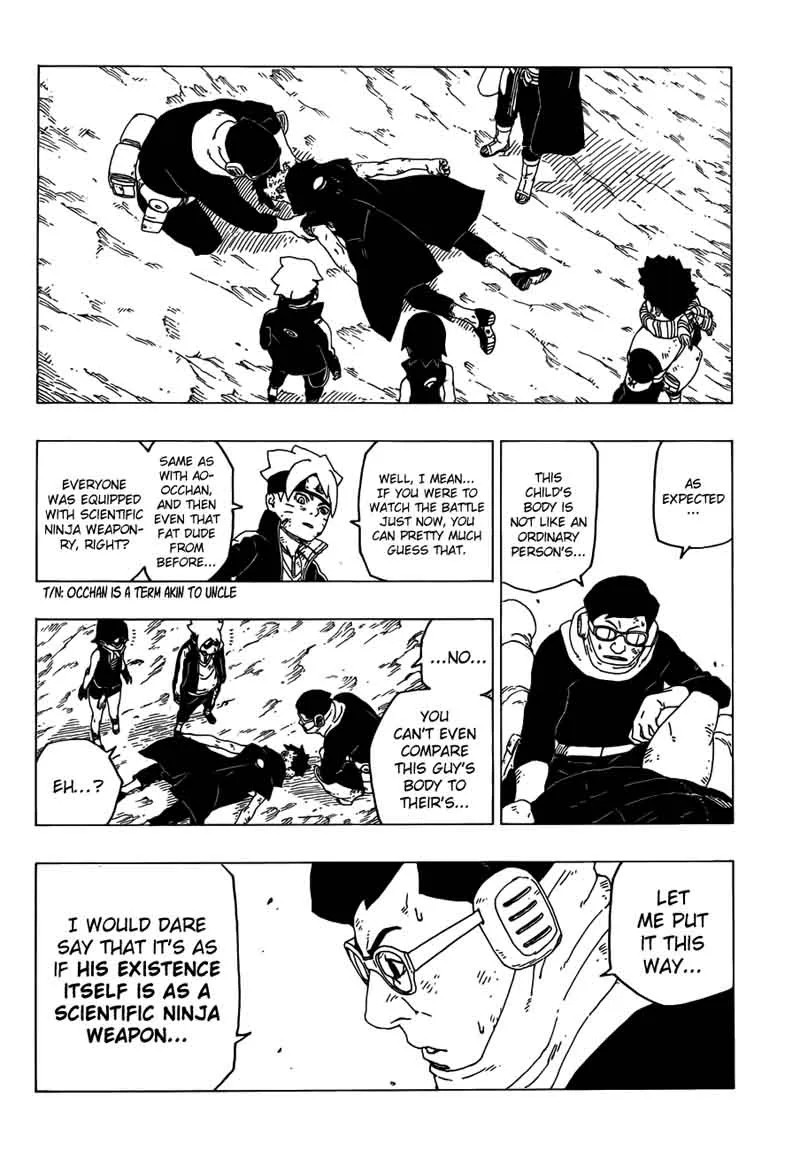 AS
EXPECTED
...
THIS
CHILD'S
BODY IS
NOT LIKE AN
ORDINARY
PERSON'S...
WELL, I MEAN...
IF YOU WERE TO
WATCH THE BATTLE
JUST NOW, YOU
CAN PRETTY MUCH
GUESS THAT.
SAME AS
WITH AO-
OCCHAN,
AND THEN
EVEN THAT
FAT DUDE
FROM
BEFORE...
EVERYONE
WAS EQUIPPED
WITH SCIENTIFIC
NINJA WEAPON-
RY, RIGHT?
T/N: OCCHAN IS A TERM AKIN TO UNCLE
...NO...
YOU
CAN'T EVEN
COMPARE
THIS GUY'S
BODY TO
THEIR'S...
EH...?
LET
ME PUT
IT THIS
WAY...
I WOULD DARE
SAY THAT IT'S AS
IF HIS EXISTENCE
ITSELF IS AS A
SCIENTIFIC NINJA
WEAPON...